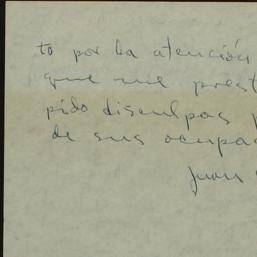 to por la atención
que me prest
pido disculpas p
de sus ocupa
Juan